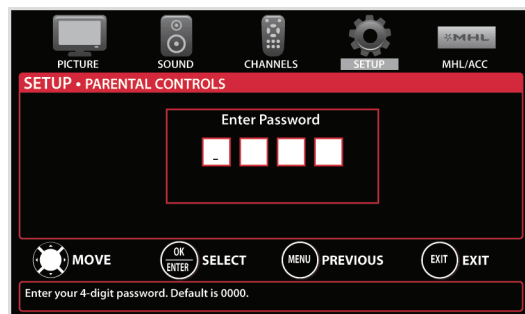 MHL
PICTURE SOUND CHANNELS SETUP MHL/ACC
SETUP • PARENTAL CONTROLS
Enter Password
-
MOVE OK ENTER SELECT MENU PREVIOUS EXIT EXIT
Enter your 4-digit password. Default is 0000.